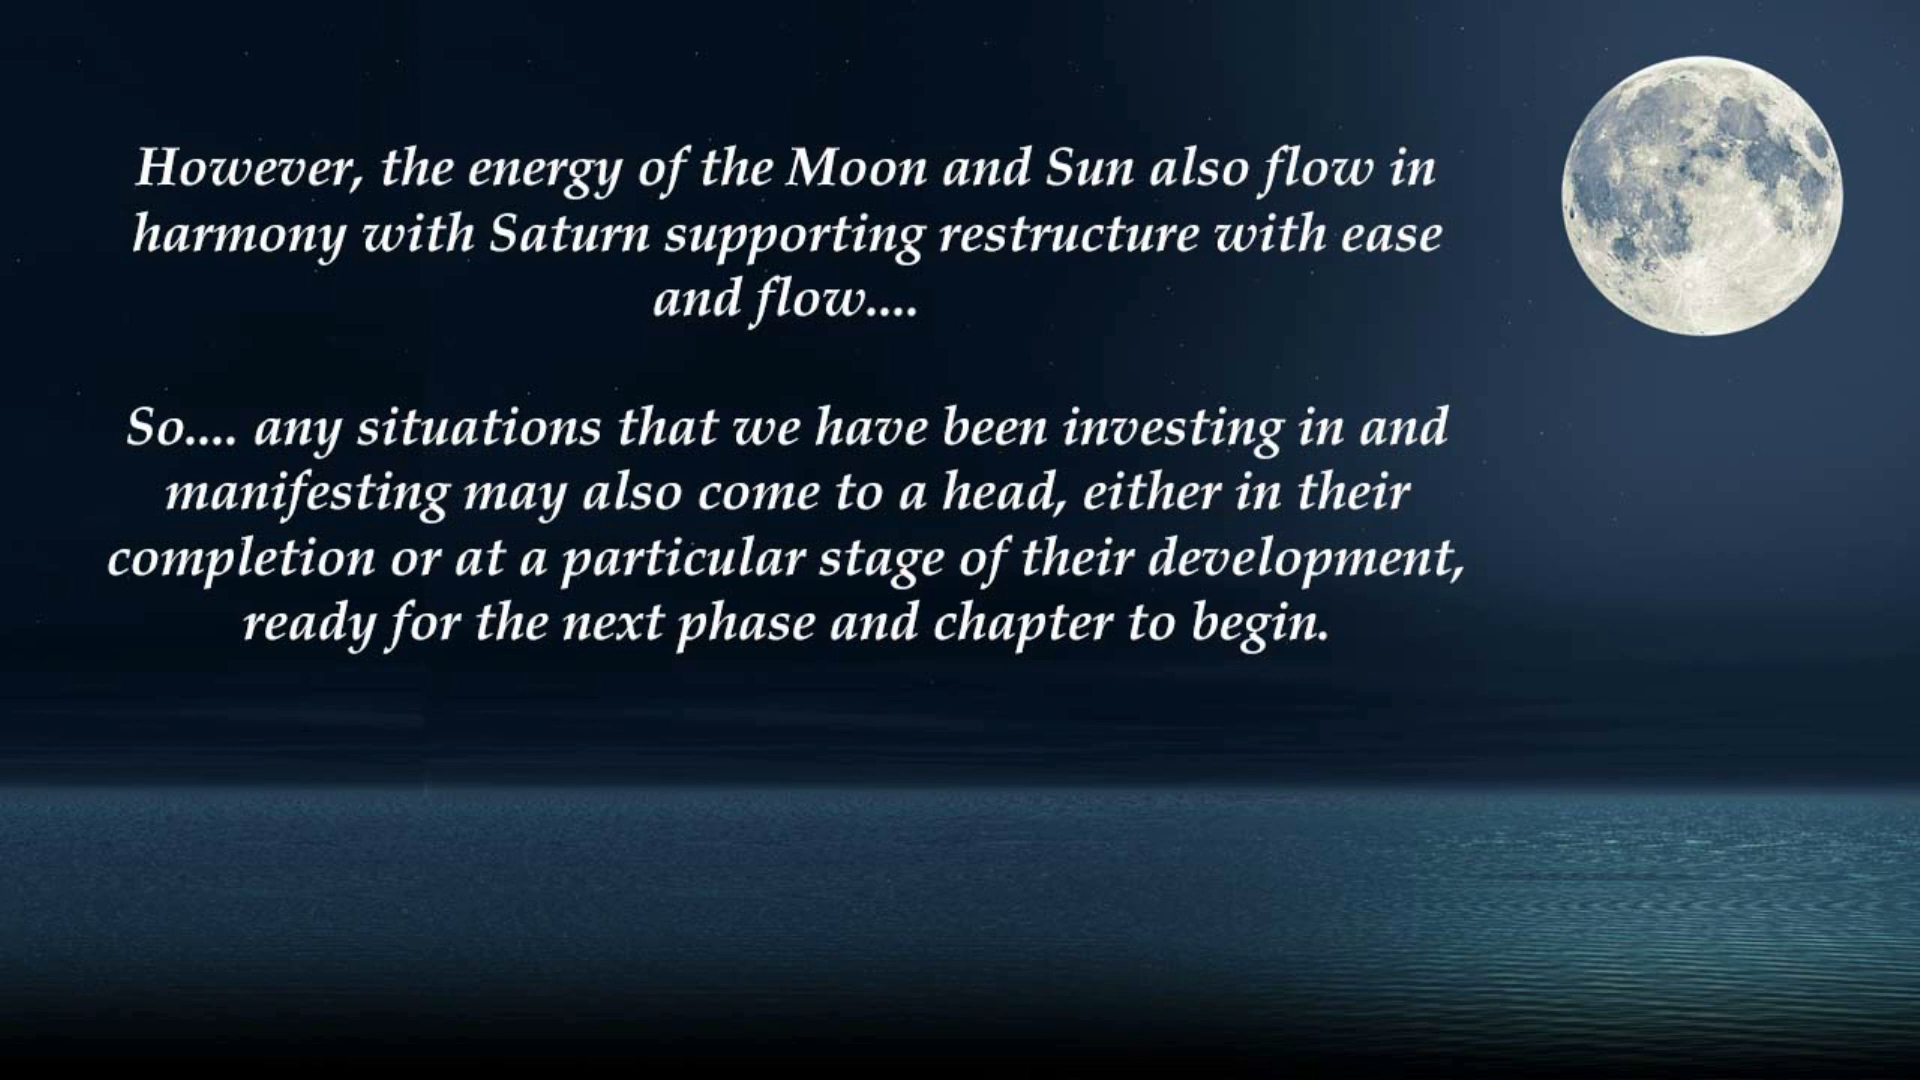 However, the energy of the Moon and Sun also flow in
harmony with Saturn supporting restructure with ease
and flow....
So.... any situations that we have been investing in and
manifesting may also come to a head, either in their
completion or at a particular stage of their development,
ready for the next phase and chapter to begin.